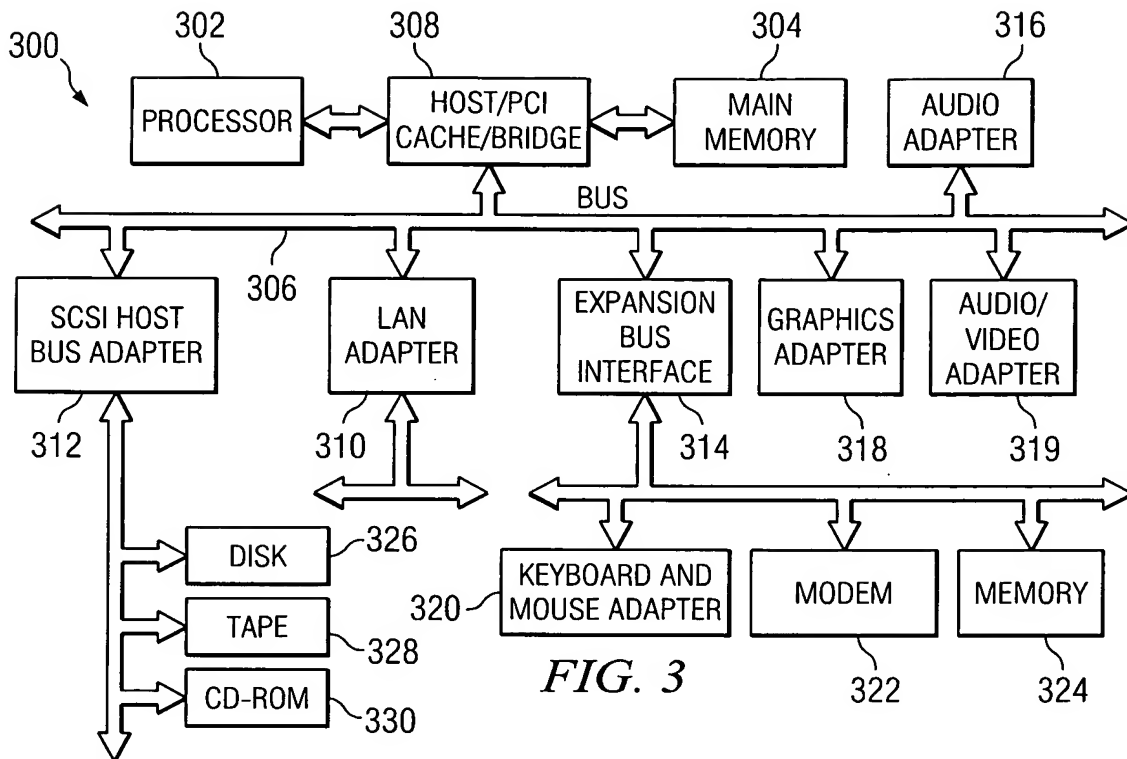 300
302
308
304
316
PROCESSOR
HOST/PCI
CACHE/BRIDGE
MAIN
MEMORY
AUDIO
ADAPTER
BUS
306
SCSI HOST
BUS ADAPTER
LAN
ADAPTER
EXPANSION
BUS
INTERFACE
GRAPHICS
ADAPTER
AUDIO/
VIDEO
ADAPTER
312
310
314
318
319
DISK
326
TAPE
328
CD-ROM
330
320
KEYBOARD AND
MOUSE ADAPTER
MODEM
MEMORY
322
324
FIG. 3